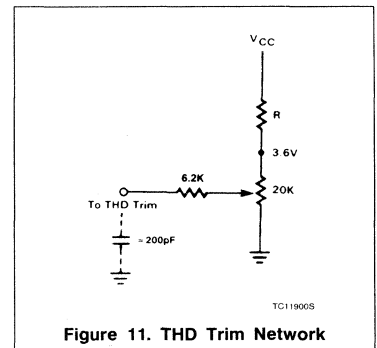 VCC
R
3.6V
6.2K
20K
To THD Trim
≈200pF
TC11900S
Figure 11. THD Trim Network